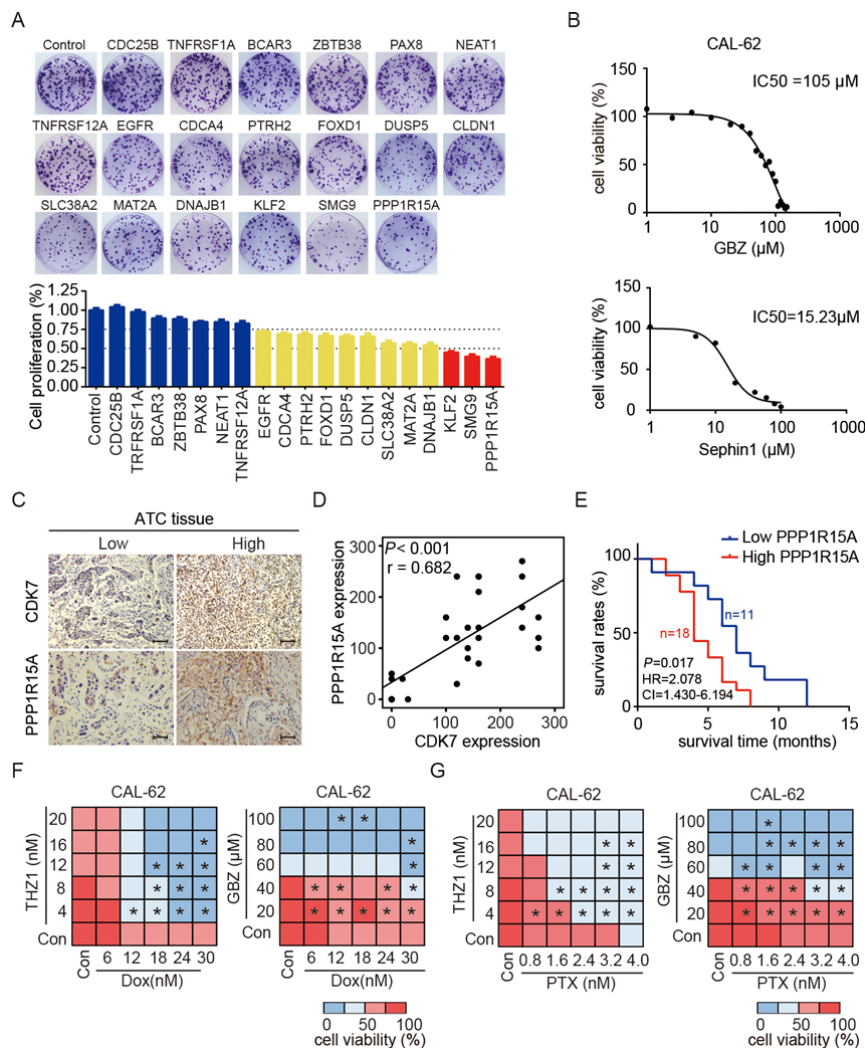 A
Control CDC25B TNFRSF1A BCAR3 ZBTB38 PAX8 NEAT1
TNFRSF12A EGFR CDCA4 PTRH2 FOXD1 DUSP5 CLDN1
SLC38A2 MAT2A DNAJB1 KLF2 SMG9 PPP1R15A
Cell proliferation (%)
1.25
1.00
0.75
0.50
0.25
0.00
Control
CDC25B
TRFRSF1A
BCAR3
ZBTB38
PAX8
NEAT1
TNFRSF12A
EGFR
CDCA4
PTRH2
FOXD1
DUSP5
CLDN1
SLC38A2
MAT2A
DNAJB1
KLF2
SMG9
PPP1R15A
B
CAL-62
IC50 =105 μM
cell viability (%)
150
100
50
0
1 10 100 1000
GBZ (μM)
IC50=15.23μM
cell viability (%)
150
100
50
0
1 10 100 1000
Sephin1 (μM)
C
ATC tissue
Low High
CDK7
PPP1R15A
D
P< 0.001
r = 0.682
PPP1R15A expression
300
200
100
0
0 100 200 300
CDK7 expression
E
Low PPP1R15A
High PPP1R15A
survival rates (%)
100
50
0
n=11
n=18
P=0.017
HR=2.078
CI=1.430-6.194
0 5 10 15
survival time (months)
F
CAL-62
THZ1 (nM)
20
16
12 * *
* * * *
8
4
Con
Con 6 12 18 24 30
Dox(nM)
CAL-62
GBZ (μM)
100
80
60
40
20
Con
Con 6 12 18 24 30
Dox(nM)
0 50 100
cell viability (%)
G
CAL-62
THZ1 (nM)
20
16
12
8
4
Con
Con 0.8 1.6 2.4 3.2 4.0
PTX (nM)
CAL-62
GBZ (μM)
100
80
60
40
20
Con
Con 0.8 1.6 2.4 3.2 4.0
PTX (nM)
0 50 100
cell viability (%)